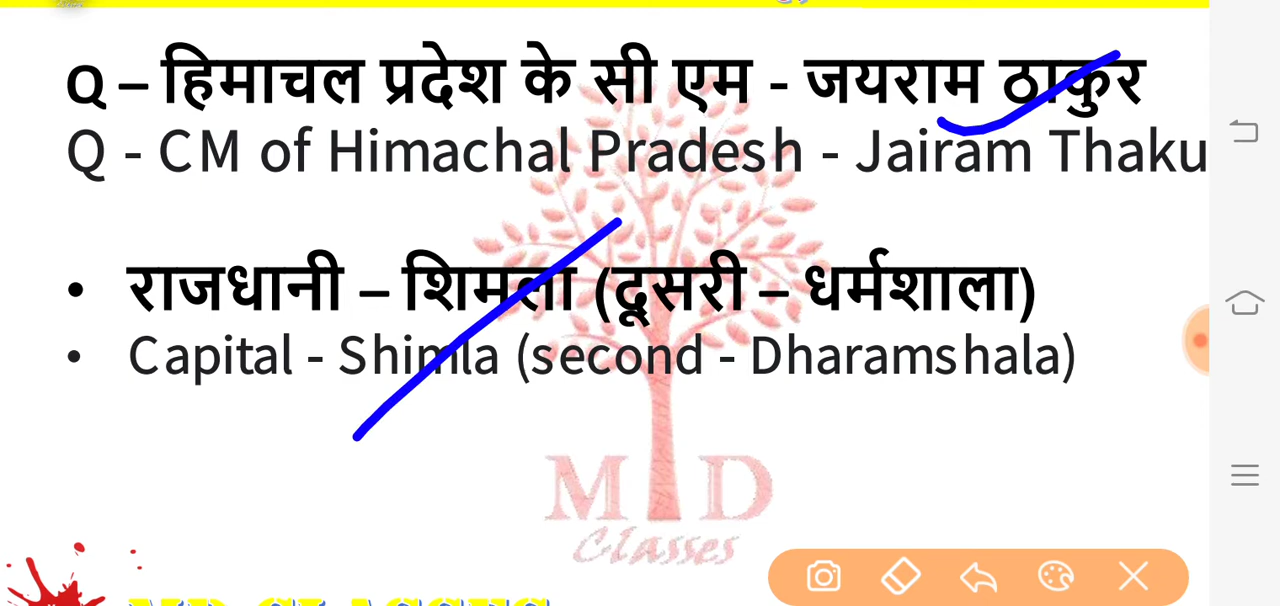 Q – हिमाचल प्रदेश के सी एम - जयराम ठाकुर
Q - CM of Himachal Pradesh - Jairam Thaku
• राजधानी – शिमला (दूसरी – धर्मशाला)
• Capital - Shimla (second - Dharamshala)
M D
Classes
MD CLASSES